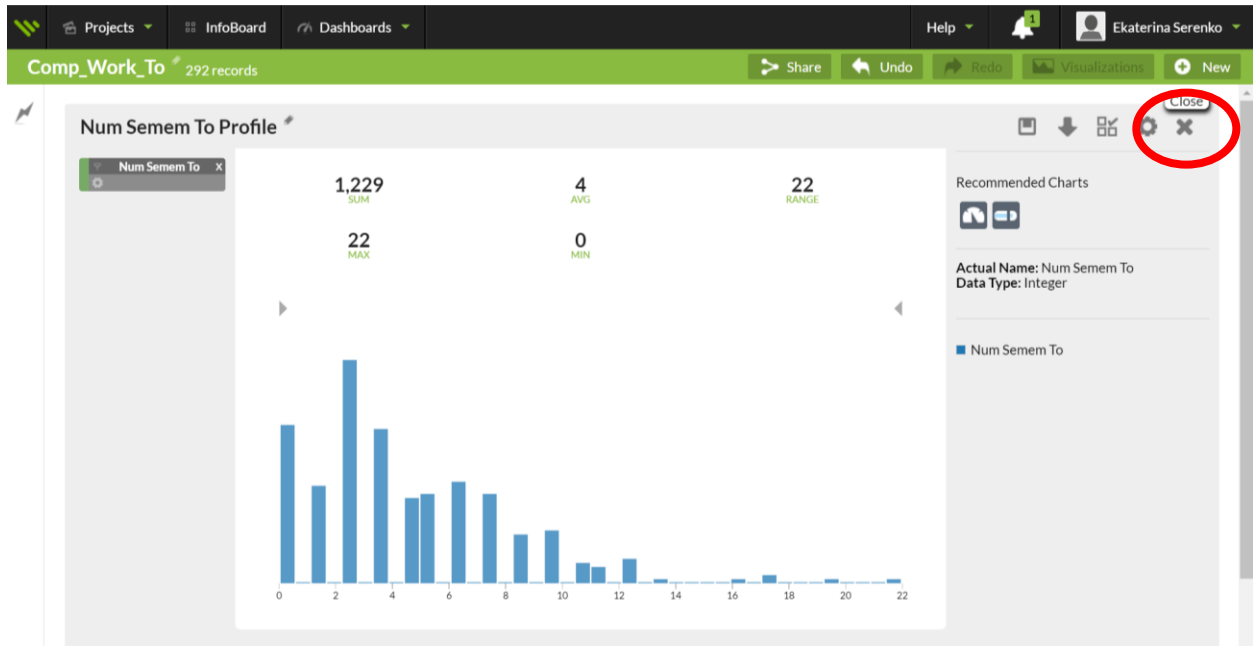 Projects InfoBoard Dashboards Help 1 Ekaterina Serenko
Comp_Work_To 292 records Share Undo Redo Visualizations New
Close
Num Semem To Profile
Num Semem To x
1,229 4 22
SUM AVG RANGE
22 0
MAX MIN
Recommended Charts
Actual Name: Num Semem To
Data Type: Integer
Num Semem To
0 2 4 6 8 10 12 14 16 18 20 22